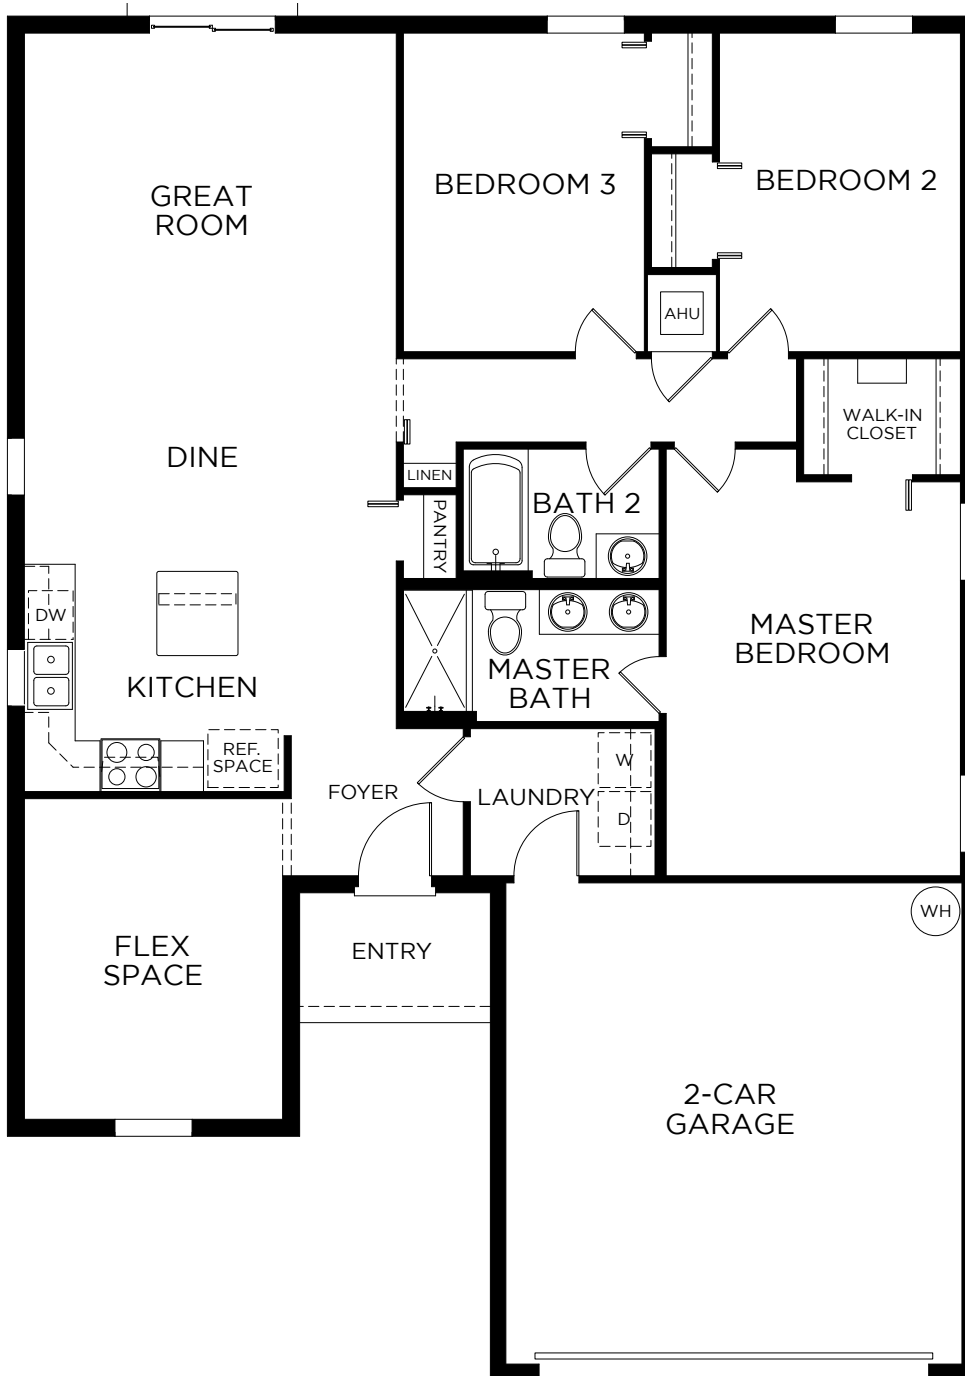 GREAT
ROOM
BEDROOM 3
BEDROOM 2
AHU
WALK-IN
CLOSET
DINE
LINEN
PANTRY
BATH 2
DW
MASTER
BEDROOM
KITCHEN
MASTER
BATH
REF.
SPACE
FOYER
LAUNDRY
W
D
WH
FLEX
SPACE
ENTRY
2-CAR
GARAGE